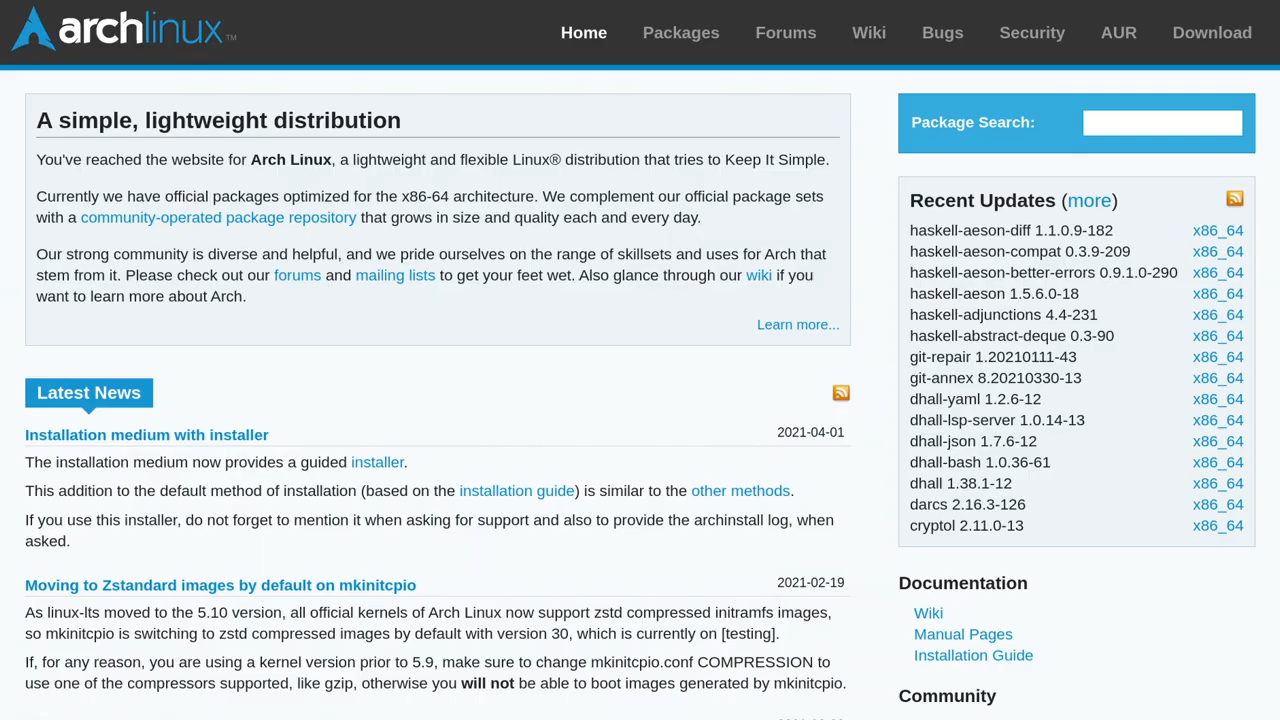 archlinux™
Home Packages Forums Wiki Bugs Security AUR Download
A simple, lightweight distribution
You've reached the website for Arch Linux, a lightweight and flexible Linux® distribution that tries to Keep It Simple.
Currently we have official packages optimized for the x86-64 architecture. We complement our official package sets
with a community-operated package repository that grows in size and quality each and every day.
Our strong community is diverse and helpful, and we pride ourselves on the range of skillsets and uses for Arch that
stem from it. Please check out our forums and mailing lists to get your feet wet. Also glance through our wiki if you
want to learn more about Arch.
Learn more...
Latest News
Installation medium with installer 2021-04-01
The installation medium now provides a guided installer.
This addition to the default method of installation (based on the installation guide) is similar to the other methods.
If you use this installer, do not forget to mention it when asking for support and also to provide the archinstall log, when
asked.
Moving to Zstandard images by default on mkinitcpio 2021-02-19
As linux-lts moved to the 5.10 version, all official kernels of Arch Linux now support zstd compressed initramfs images,
so mkinitcpio is switching to zstd compressed images by default with version 30, which is currently on [testing].
If, for any reason, you are using a kernel version prior to 5.9, make sure to change mkinitcpio.conf COMPRESSION to
use one of the compressors supported, like gzip, otherwise you will not be able to boot images generated by mkinitcpio.
Package Search:
Recent Updates (more)
haskell-aeson-diff 1.1.0.9-182 x86_64
haskell-aeson-compat 0.3.9-209 x86_64
haskell-aeson-better-errors 0.9.1.0-290 x86_64
haskell-aeson 1.5.6.0-18 x86_64
haskell-adjunctions 4.4-231 x86_64
haskell-abstract-deque 0.3-90 x86_64
git-repair 1.20210111-43 x86_64
git-annex 8.20210330-13 x86_64
dhall-yaml 1.2.6-12 x86_64
dhall-lsp-server 1.0.14-13 x86_64
dhall-json 1.7.6-12 x86_64
dhall-bash 1.0.36-61 x86_64
dhall 1.38.1-12 x86_64
darcs 2.16.3-126 x86_64
cryptol 2.11.0-13 x86_64
Documentation
Wiki
Manual Pages
Installation Guide
Community